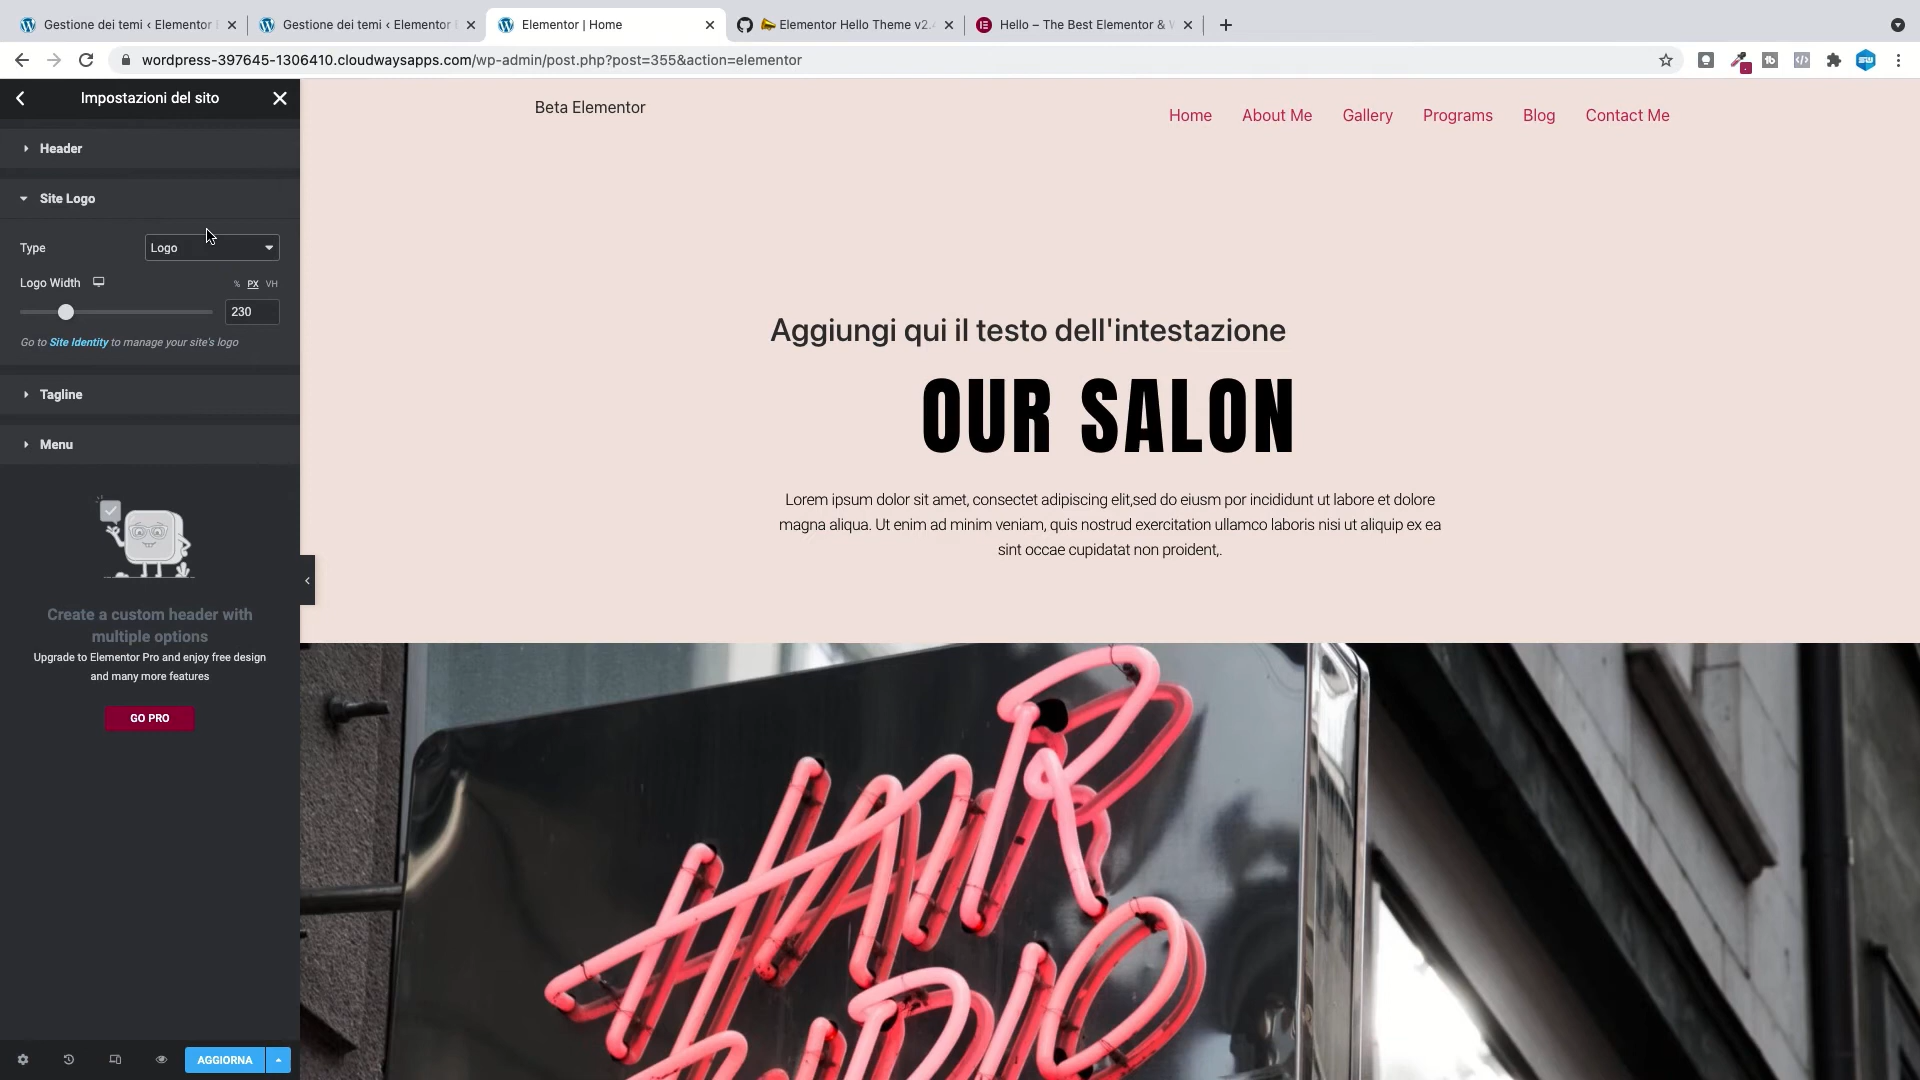 Gestione dei temi ‹ Elementor
Gestione dei temi ‹ Elementor
Elementor | Home
Elementor Hello Theme v2.
Hello – The Best Elementor & W
wordpress-397645-1306410.cloudwaysapps.com/wp-admin/post.php?post=355&action=elementor
Impostazioni del sito
Header
Site Logo
Type
Logo
Logo Width
% PX VH
230
Go to Site Identity to manage your site's logo
Tagline
Menu
Create a custom header with
multiple options
Upgrade to Elementor Pro and enjoy free design
and many more features
GO PRO
AGGIORNA
Beta Elementor
Home About Me Gallery Programs Blog Contact Me
Aggiungi qui il testo dell'intestazione
OUR SALON
Lorem ipsum dolor sit amet, consectet adipiscing elit,sed do eiusm por incididunt ut labore et dolore
magna aliqua. Ut enim ad minim veniam, quis nostrud exercitation ullamco laboris nisi ut aliquip ex ea
sint occae cupidatat non proident,.
HAIR